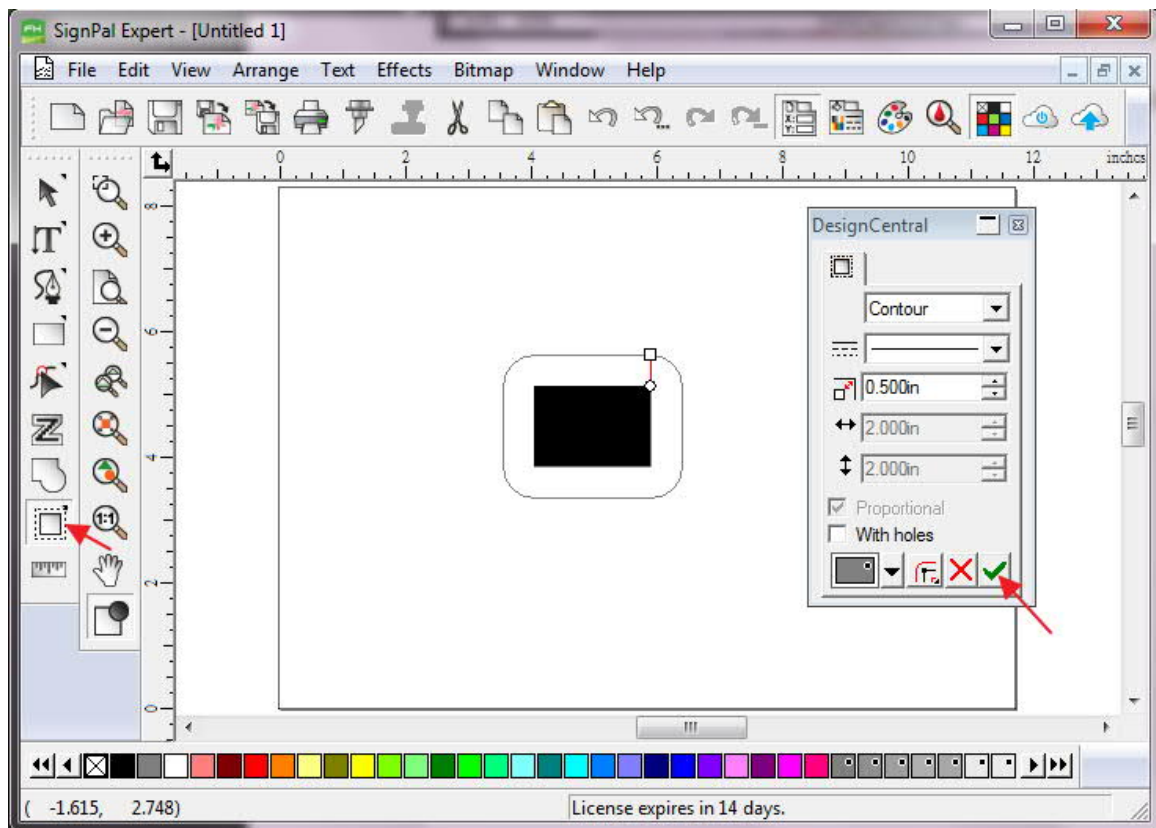 SignPal Expert - [Untitled 1]
File Edit View Arrange Text Effects Bitmap Window Help
0 2 4 6 8 10 12 inches
8
6
4
2
0
DesignCentral
Contour
0.500in
2.000in
2.000in
Proportional
With holes
1:1
( -1.615, 2.748)
License expires in 14 days.